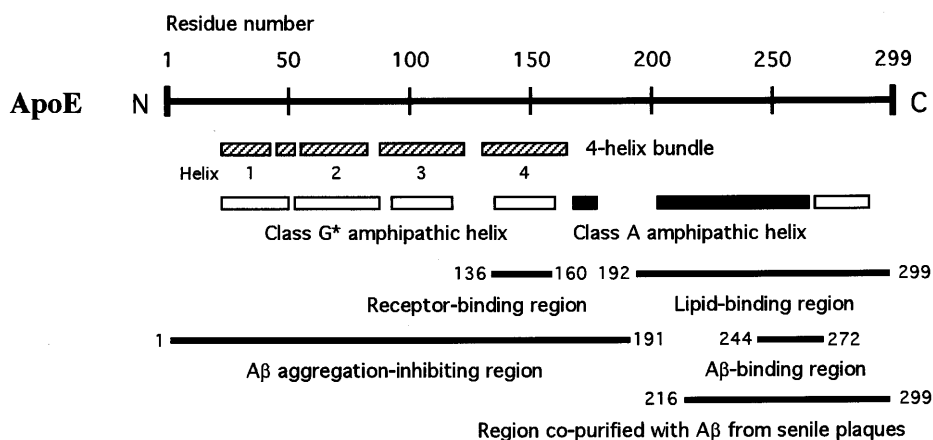 Residue number
1 50 100 150 200 250 299
ApoE N C
4-helix bundle
Helix 1 2 3 4
Class G* amphipathic helix Class A amphipathic helix
136 160 192 299
Receptor-binding region Lipid-binding region
1 191 244 272
Aβ aggregation-inhibiting region Aβ-binding region
216 299
Region co-purified with Aβ from senile plaques